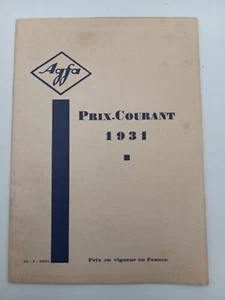 Agfa
PRIX-COURANT
1931
Prix en vigueur en France